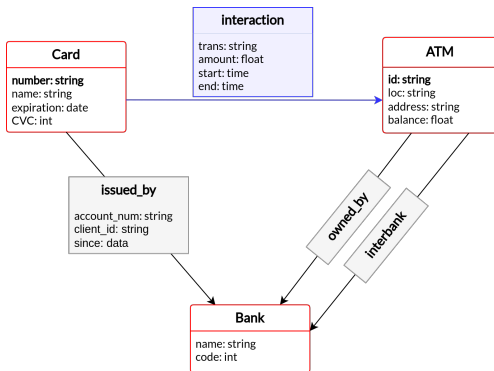 interaction
trans: string
amount: float
start: time
end: time
Card
number: string
name: string
expiration: date
CVC: int
ATM
id: string
loc: string
address: string
balance: float
issued_by
account_num: string
client_id: string
since: data
owned_by
interbank
Bank
name: string
code: int